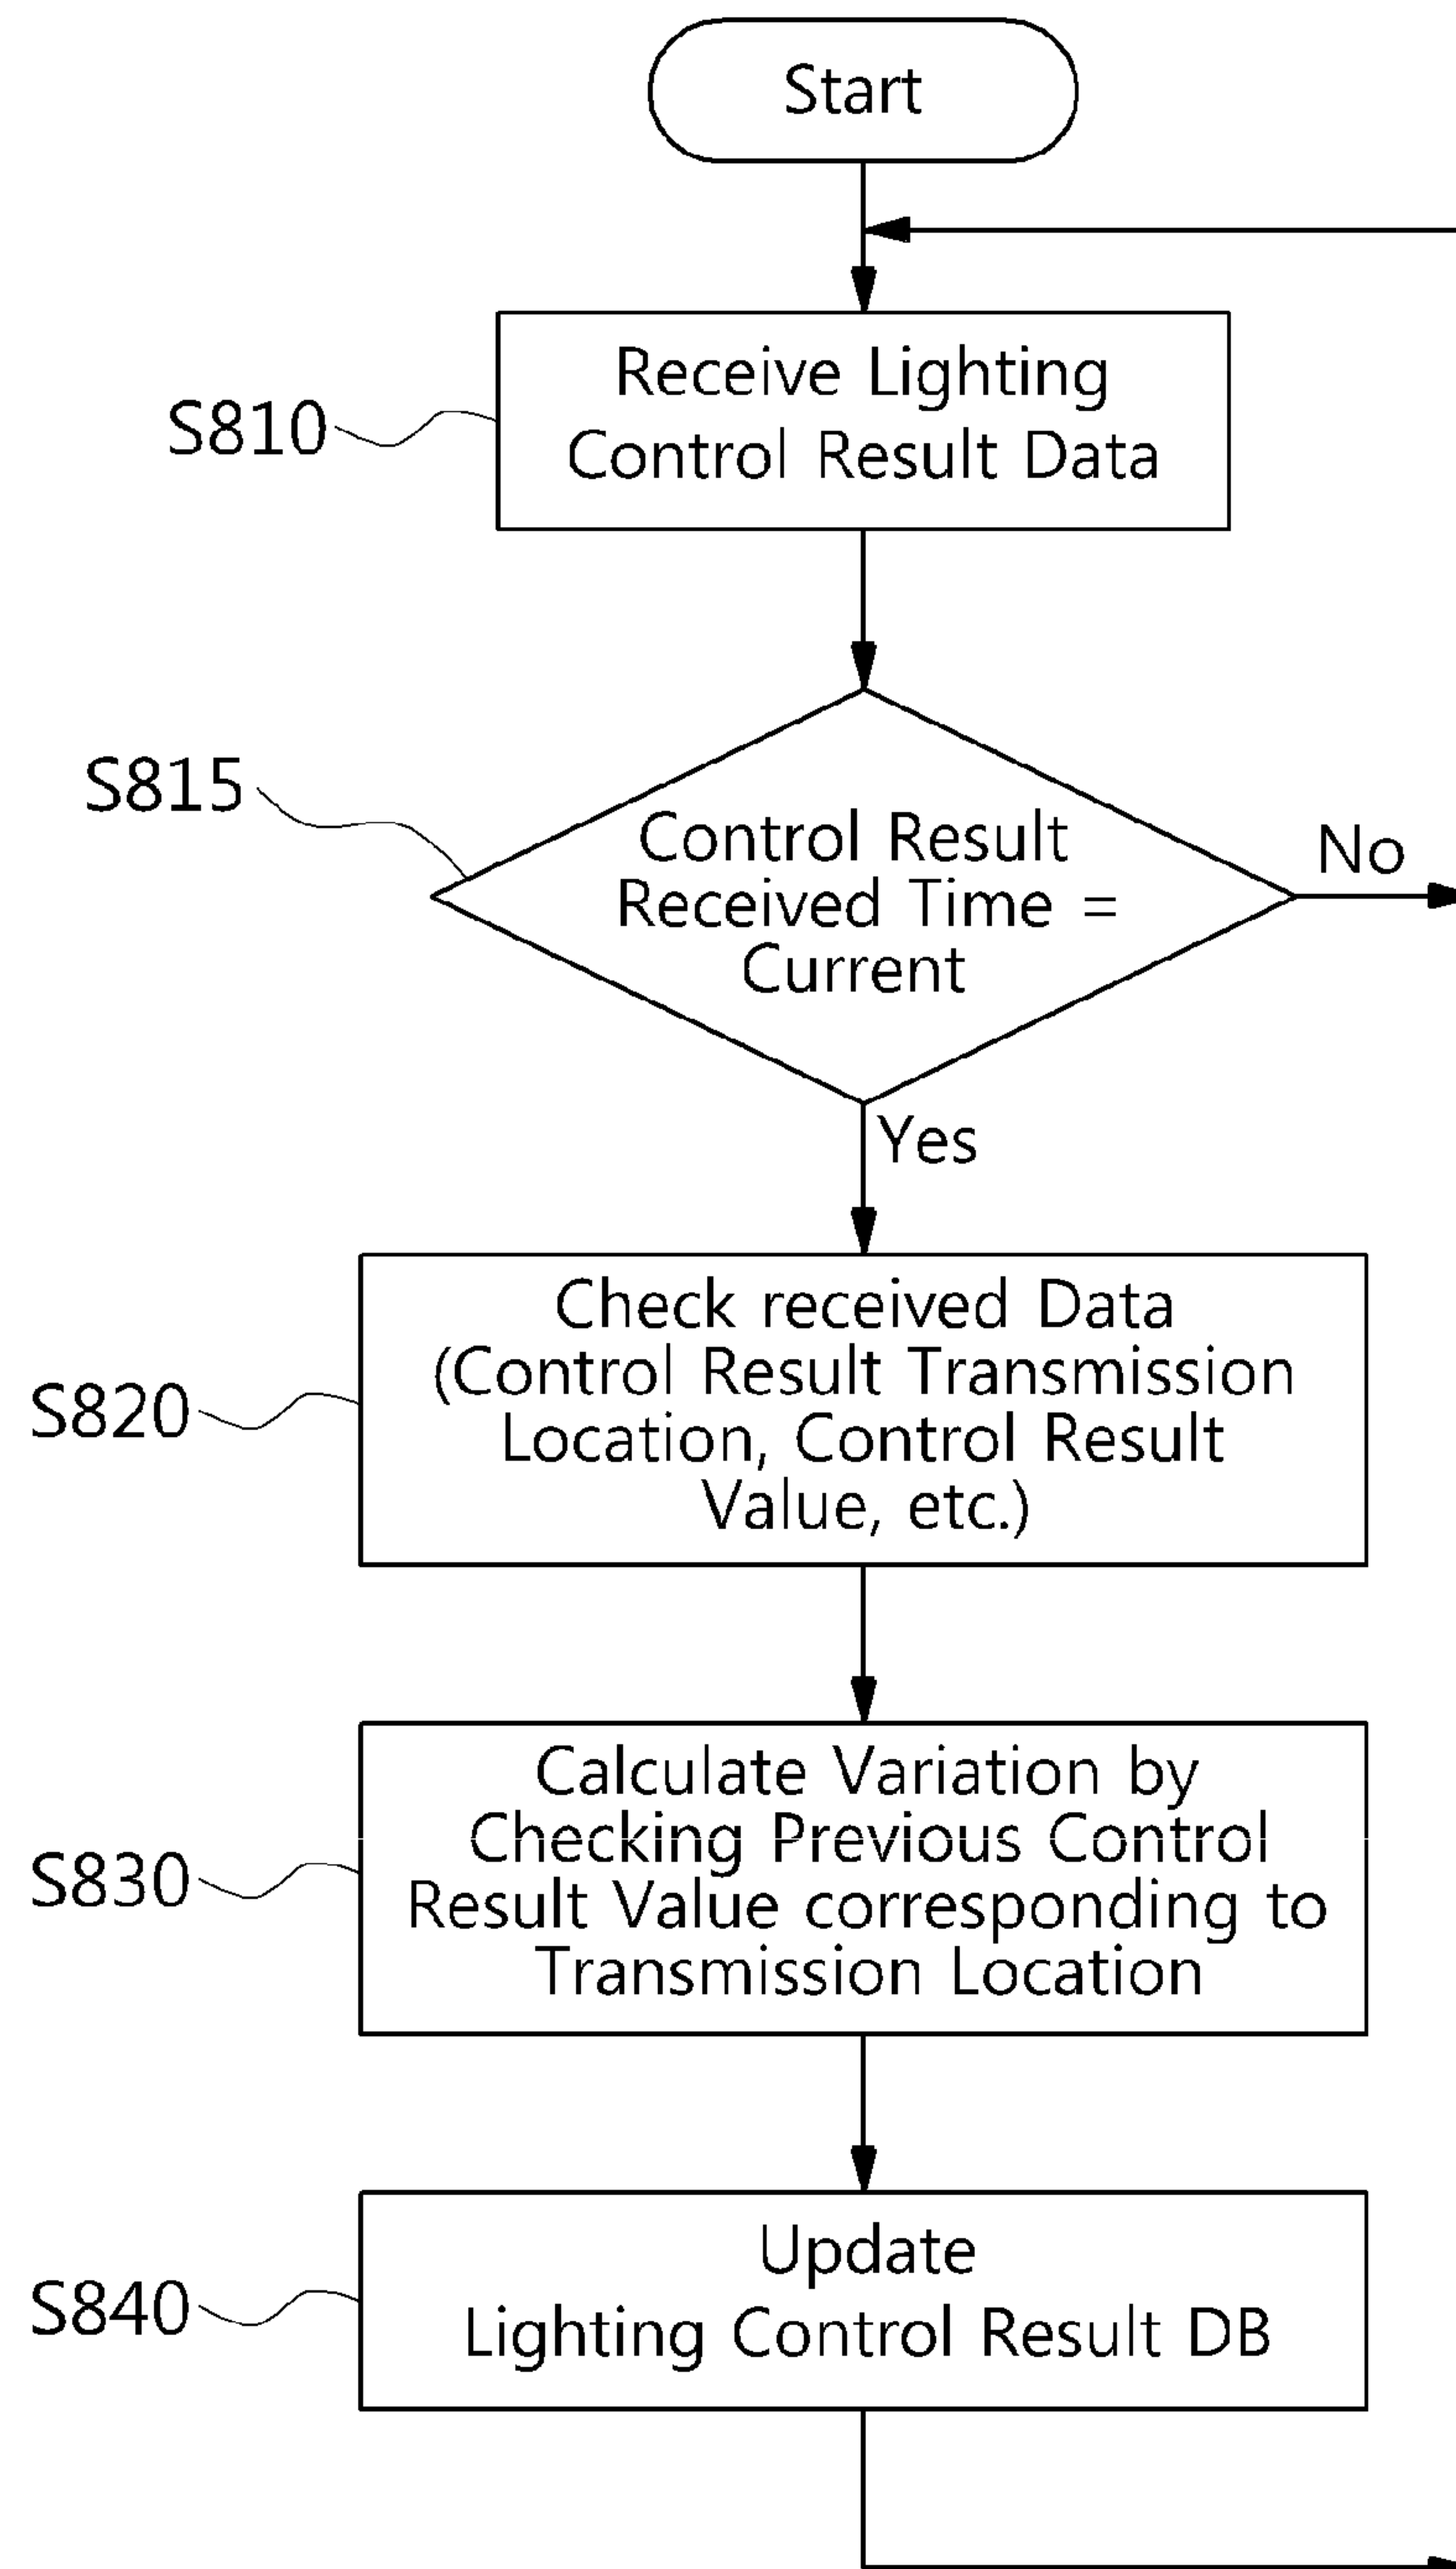 Start
S810
Receive Lighting
Control Result Data
S815
Control Result
Received Time =
Current
No
Yes
S820
Check received Data
(Control Result Transmission
Location, Control Result
Value, etc.)
S830
Calculate Variation by
Checking Previous Control
Result Value corresponding to
Transmission Location
S840
Update
Lighting Control Result DB